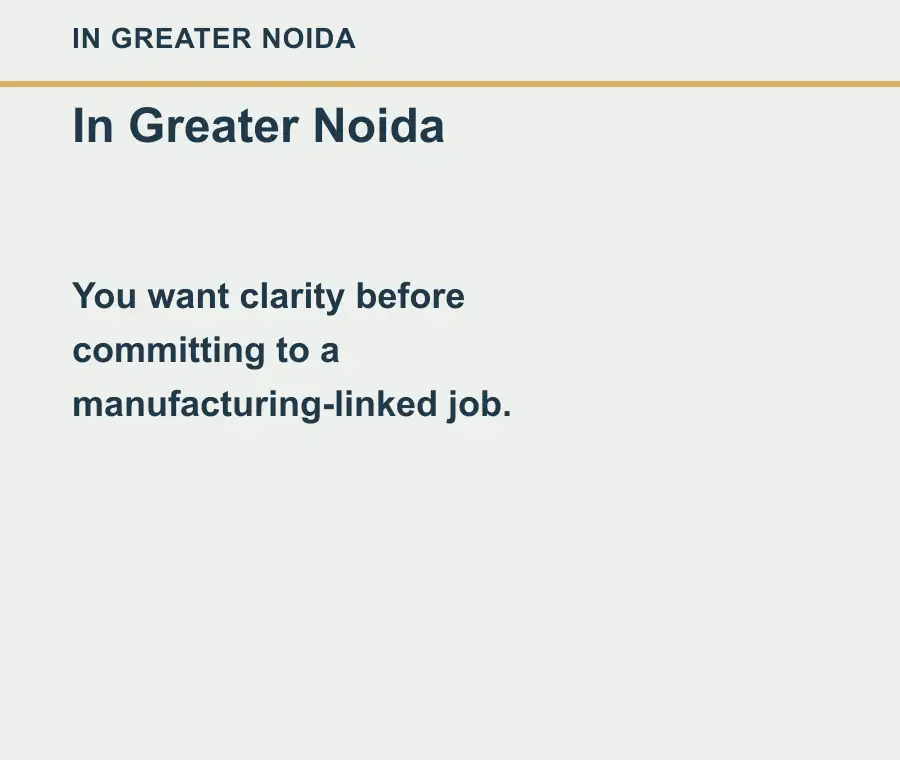 IN GREATER NOIDA
In Greater Noida
You want clarity before
committing to a
manufacturing-linked job.